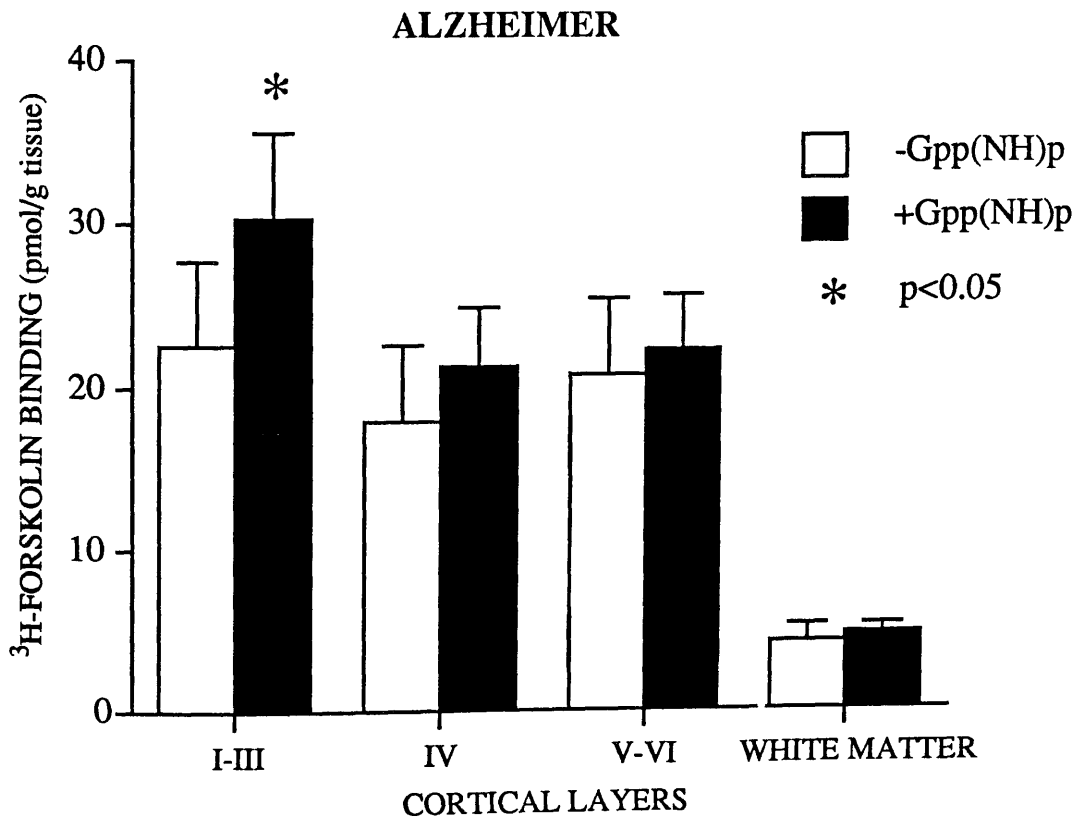 ALZHEIMER
40
30
20
10
0
³H-FORSKOLIN BINDING (pmol/g tissue)
*
-Gpp(NH)p
+Gpp(NH)p
* p<0.05
I-III
IV
V-VI
WHITE MATTER
CORTICAL LAYERS